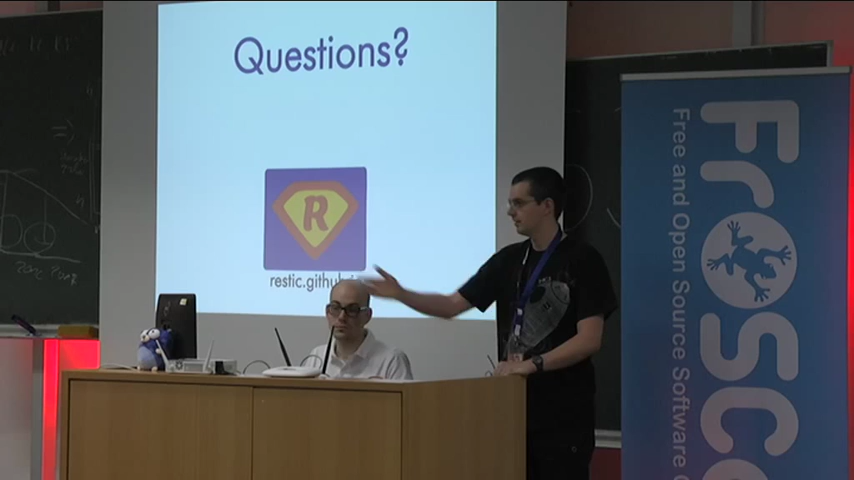 Questions?
R
restic.github
FrOSCo
Free and Open Source Software